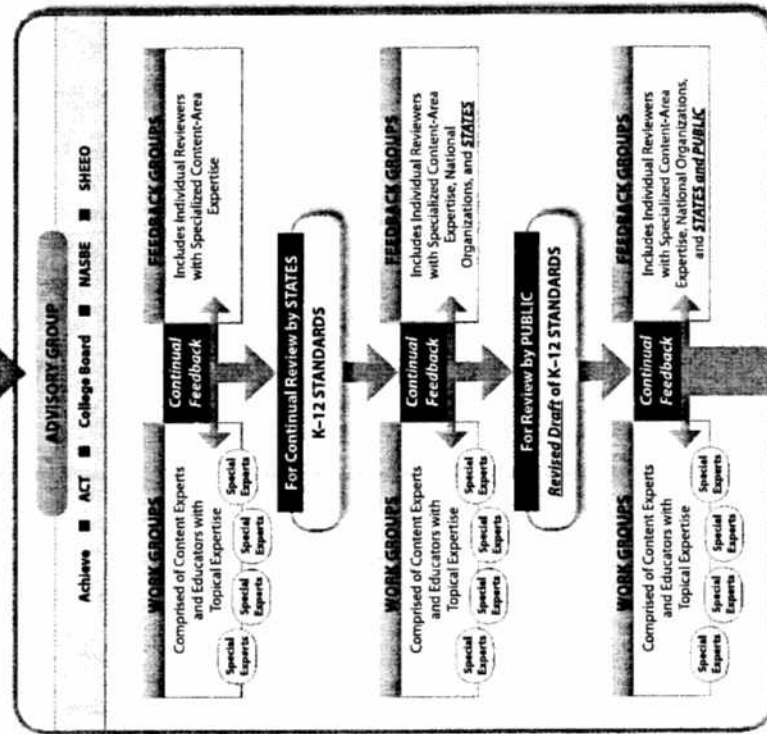 ADVISORY GROUP
Achieve ■ ACT ■ College Board ■ NASBE ■ SHEEO
WORK GROUPS
Comprised of Content Experts
and Educators with
Topical Expertise
Special
Experts
Special
Experts
Special
Experts
Special
Experts
Continual
Feedback
FEEDBACK GROUPS
Includes Individual Reviewers
with Specialized Content-Area
Expertise
For Continual Review by STATES
K–12 STANDARDS
WORK GROUPS
Comprised of Content Experts
and Educators with
Topical Expertise
Special
Experts
Special
Experts
Special
Experts
Special
Experts
Continual
Feedback
FEEDBACK GROUPS
Includes Individual Reviewers
with Specialized Content-Area
Expertise, National
Organizations, and STATES
For Review by PUBLIC
Revised Draft of K–12 STANDARDS
WORK GROUPS
Comprised of Content Experts
and Educators with
Topical Expertise
Special
Experts
Special
Experts
Special
Experts
Special
Experts
Continual
Feedback
FEEDBACK GROUPS
Includes Individual Reviewers
with Specialized Content-Area
Expertise, National Organizations,
and STATES and PUBLIC